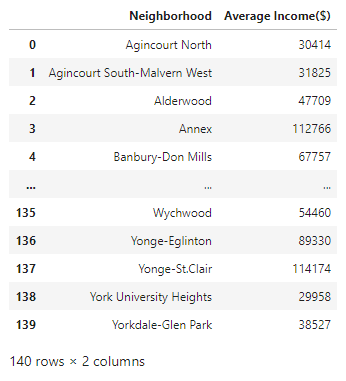 Neighborhood Average Income($)
0 Agincourt North 30414
1 Agincourt South-Malvern West 31825
2 Alderwood 47709
3 Annex 112766
4 Banbury-Don Mills 67757
... ... ...
135 Wychwood 54460
136 Yonge-Eglinton 89330
137 Yonge-St.Clair 114174
138 York University Heights 29958
139 Yorkdale-Glen Park 38527
140 rows × 2 columns